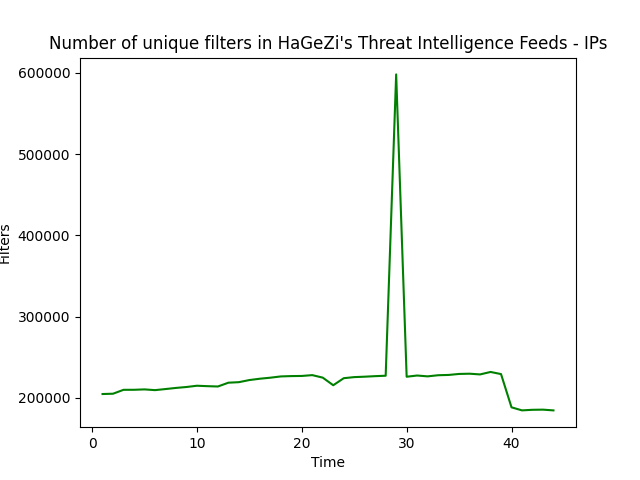 Number of unique filters in HaGeZi's Threat Intelligence Feeds - IPs
600000
500000
400000
300000
200000
Filters
0 10 20 30 40
Time